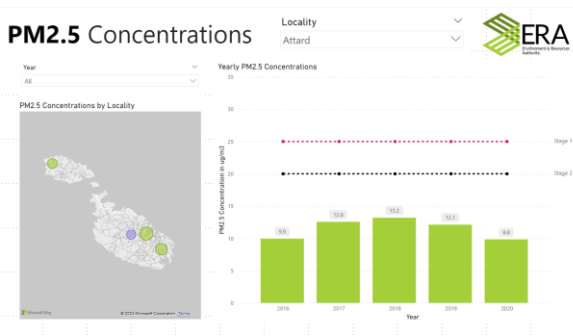 PM2.5 Concentrations
Locality
Attard
ERA
Environment & Resources
Authority
Year
All
PM2.5 Concentrations by Locality
Microsoft Bing
© 2024 Microsoft Corporation Terms
Yearly PM2.5 Concentrations
PM2.5 Concentration in ug/m3
35
30
25
20
15
10
5
0
Stage 1
Stage 2
9.9
12.6
13.2
12.1
9.8
2016
2017
2018
2019
2020
Year